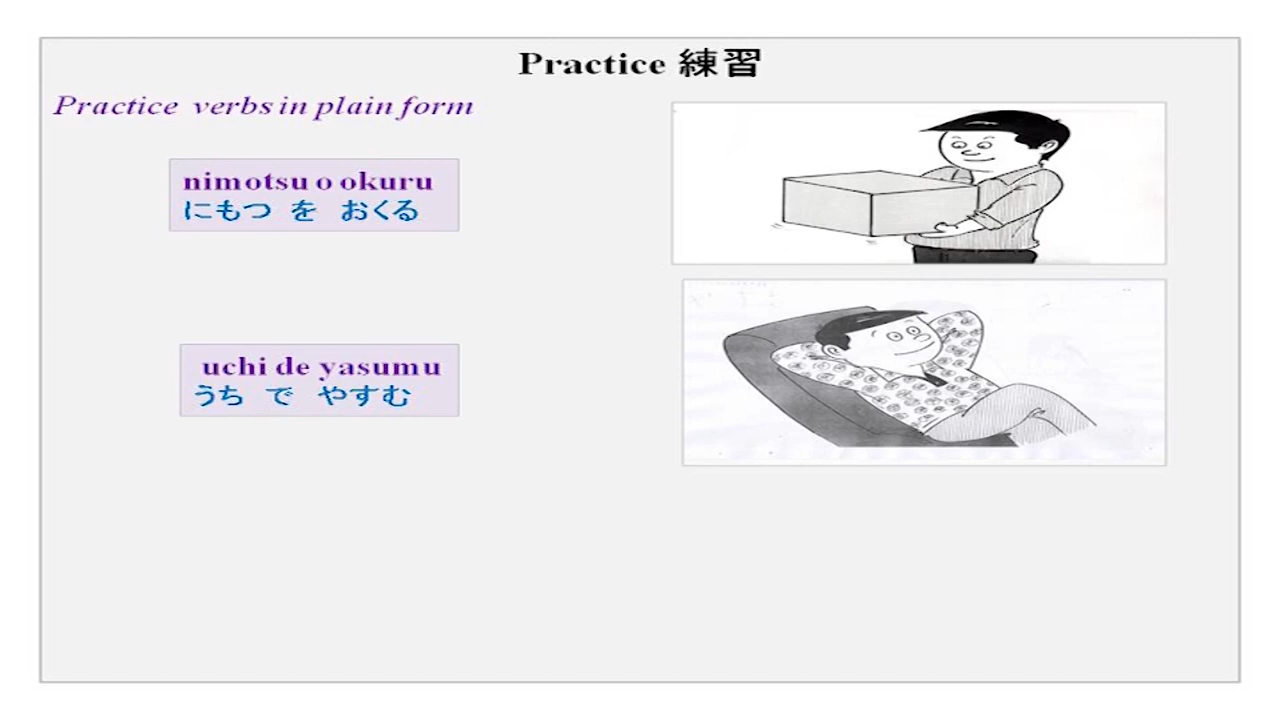 Practice 練習
Practice verbs in plain form
nimotsu o okuru
にもつ を おくる
uchi de yasumu
うち で やすむ